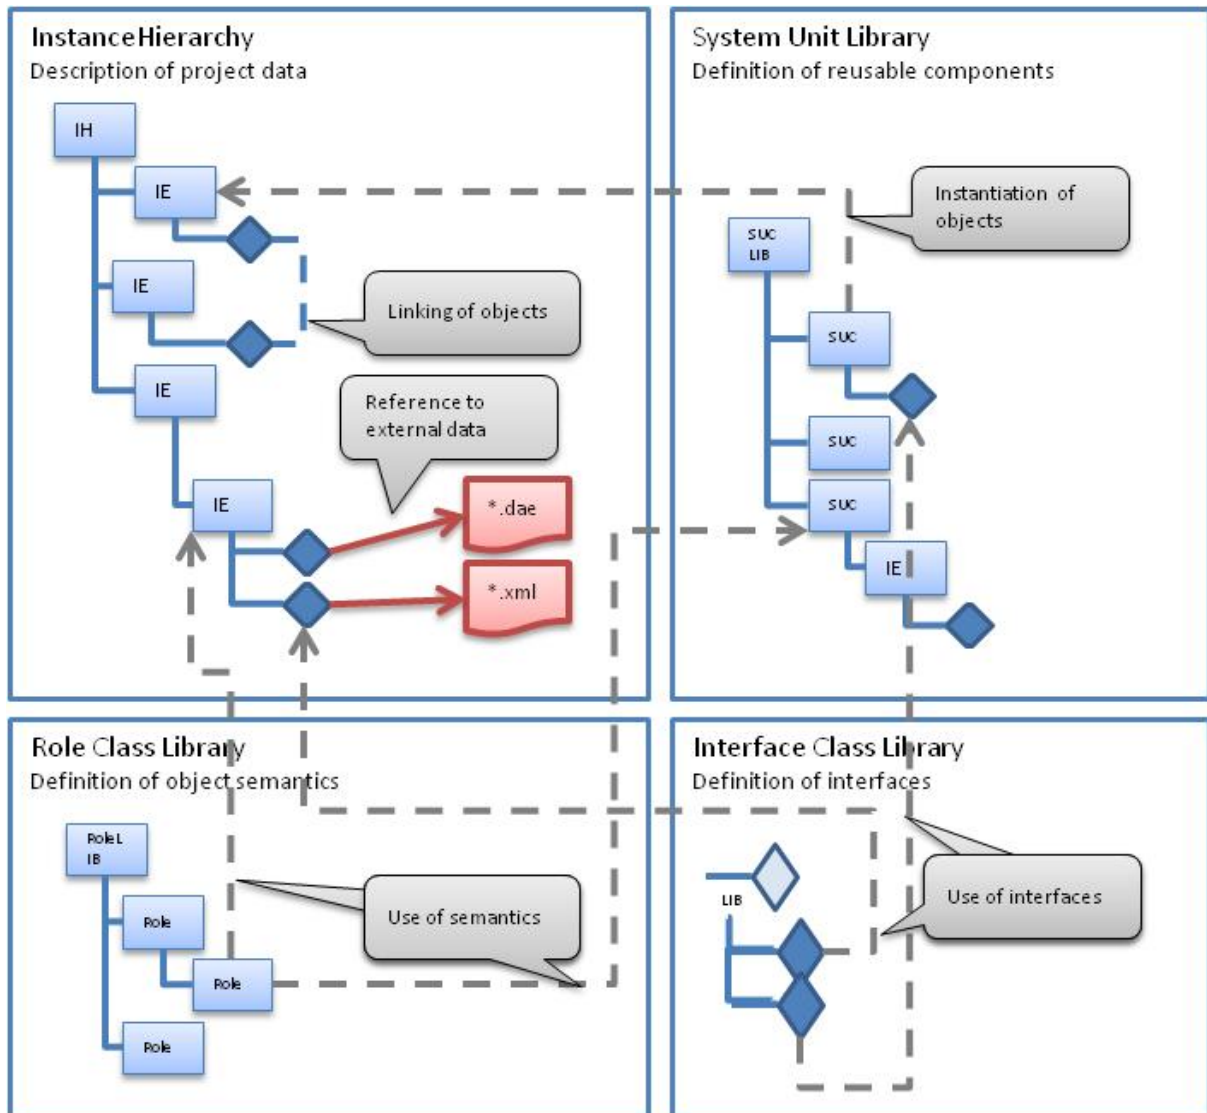 InstanceHierarchy
Description of project data
IH
IE
IE
Linking of objects
IE
Reference to
external data
IE
*.dae
*.xml
System Unit Library
Definition of reusable components
Instantiation of
objects
SUC
LIB
SUC
SUC
SUC
IE
Role Class Library
Definition of object semantics
RoleL
IB
Role
Use of semantics
Role
Role
Interface Class Library
Definition of interfaces
LIB
Use of interfaces